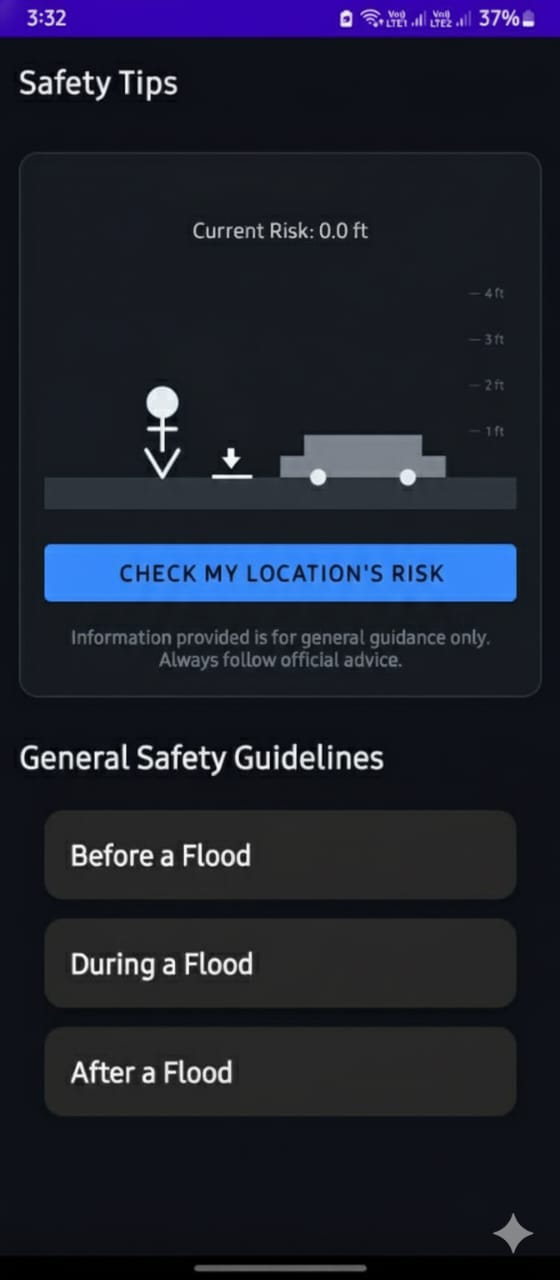 3:32
Vo) LTE1 Vo) LTE2 37%
Safety Tips
Current Risk: 0.0 ft
4 ft
3 ft
2 ft
1 ft
CHECK MY LOCATION'S RISK
Information provided is for general guidance only.
Always follow official advice.
General Safety Guidelines
Before a Flood
During a Flood
After a Flood